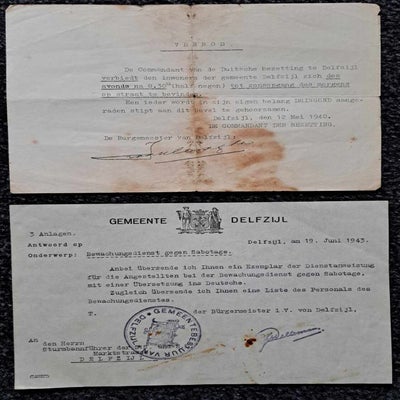 VERBOD.
De Commandant van de Duitsche bezetting te Delfzijl
verbiedt den inwoners der gemeente Delfzijl zich des
avonds na 8,30 (half negen) tot zonsopgang des morgens
op straat te bevinden.
Een ieder wordt in zijn eigen belang DRINGEND aange-
raden stipt aan dit bevel te gehoorzamen.
Delfzijl, den 12 Mei 1940.
DE COMMANDANT DER BEZETTING.
De Burgemeester van Delfzijl:
GEMEENTE DELFZIJL
3 Anlagen.
Antwoord op
Delfzijl, am 19. Juni 1943.
Onderwerp: Bewachungsdienst gegen Sabotage.
Anbei übersende ich Ihnen ein Exemplar der Dienstanweisung
für die Angestellten bei der Bewachungsdienst gegen Sabotage,
mit einer Übersetzung ins Deutsche.
Zugleich übersende ich Ihnen eine Liste des Personals des
Bewachungsdienstes.
der Bürgermeister i.V. von Delfzijl,
GEMEENTEBESTUUR VAN DELFZIJL
An den Herrn
Sturmbannführer der
Marktstrasse
DELFZIJL